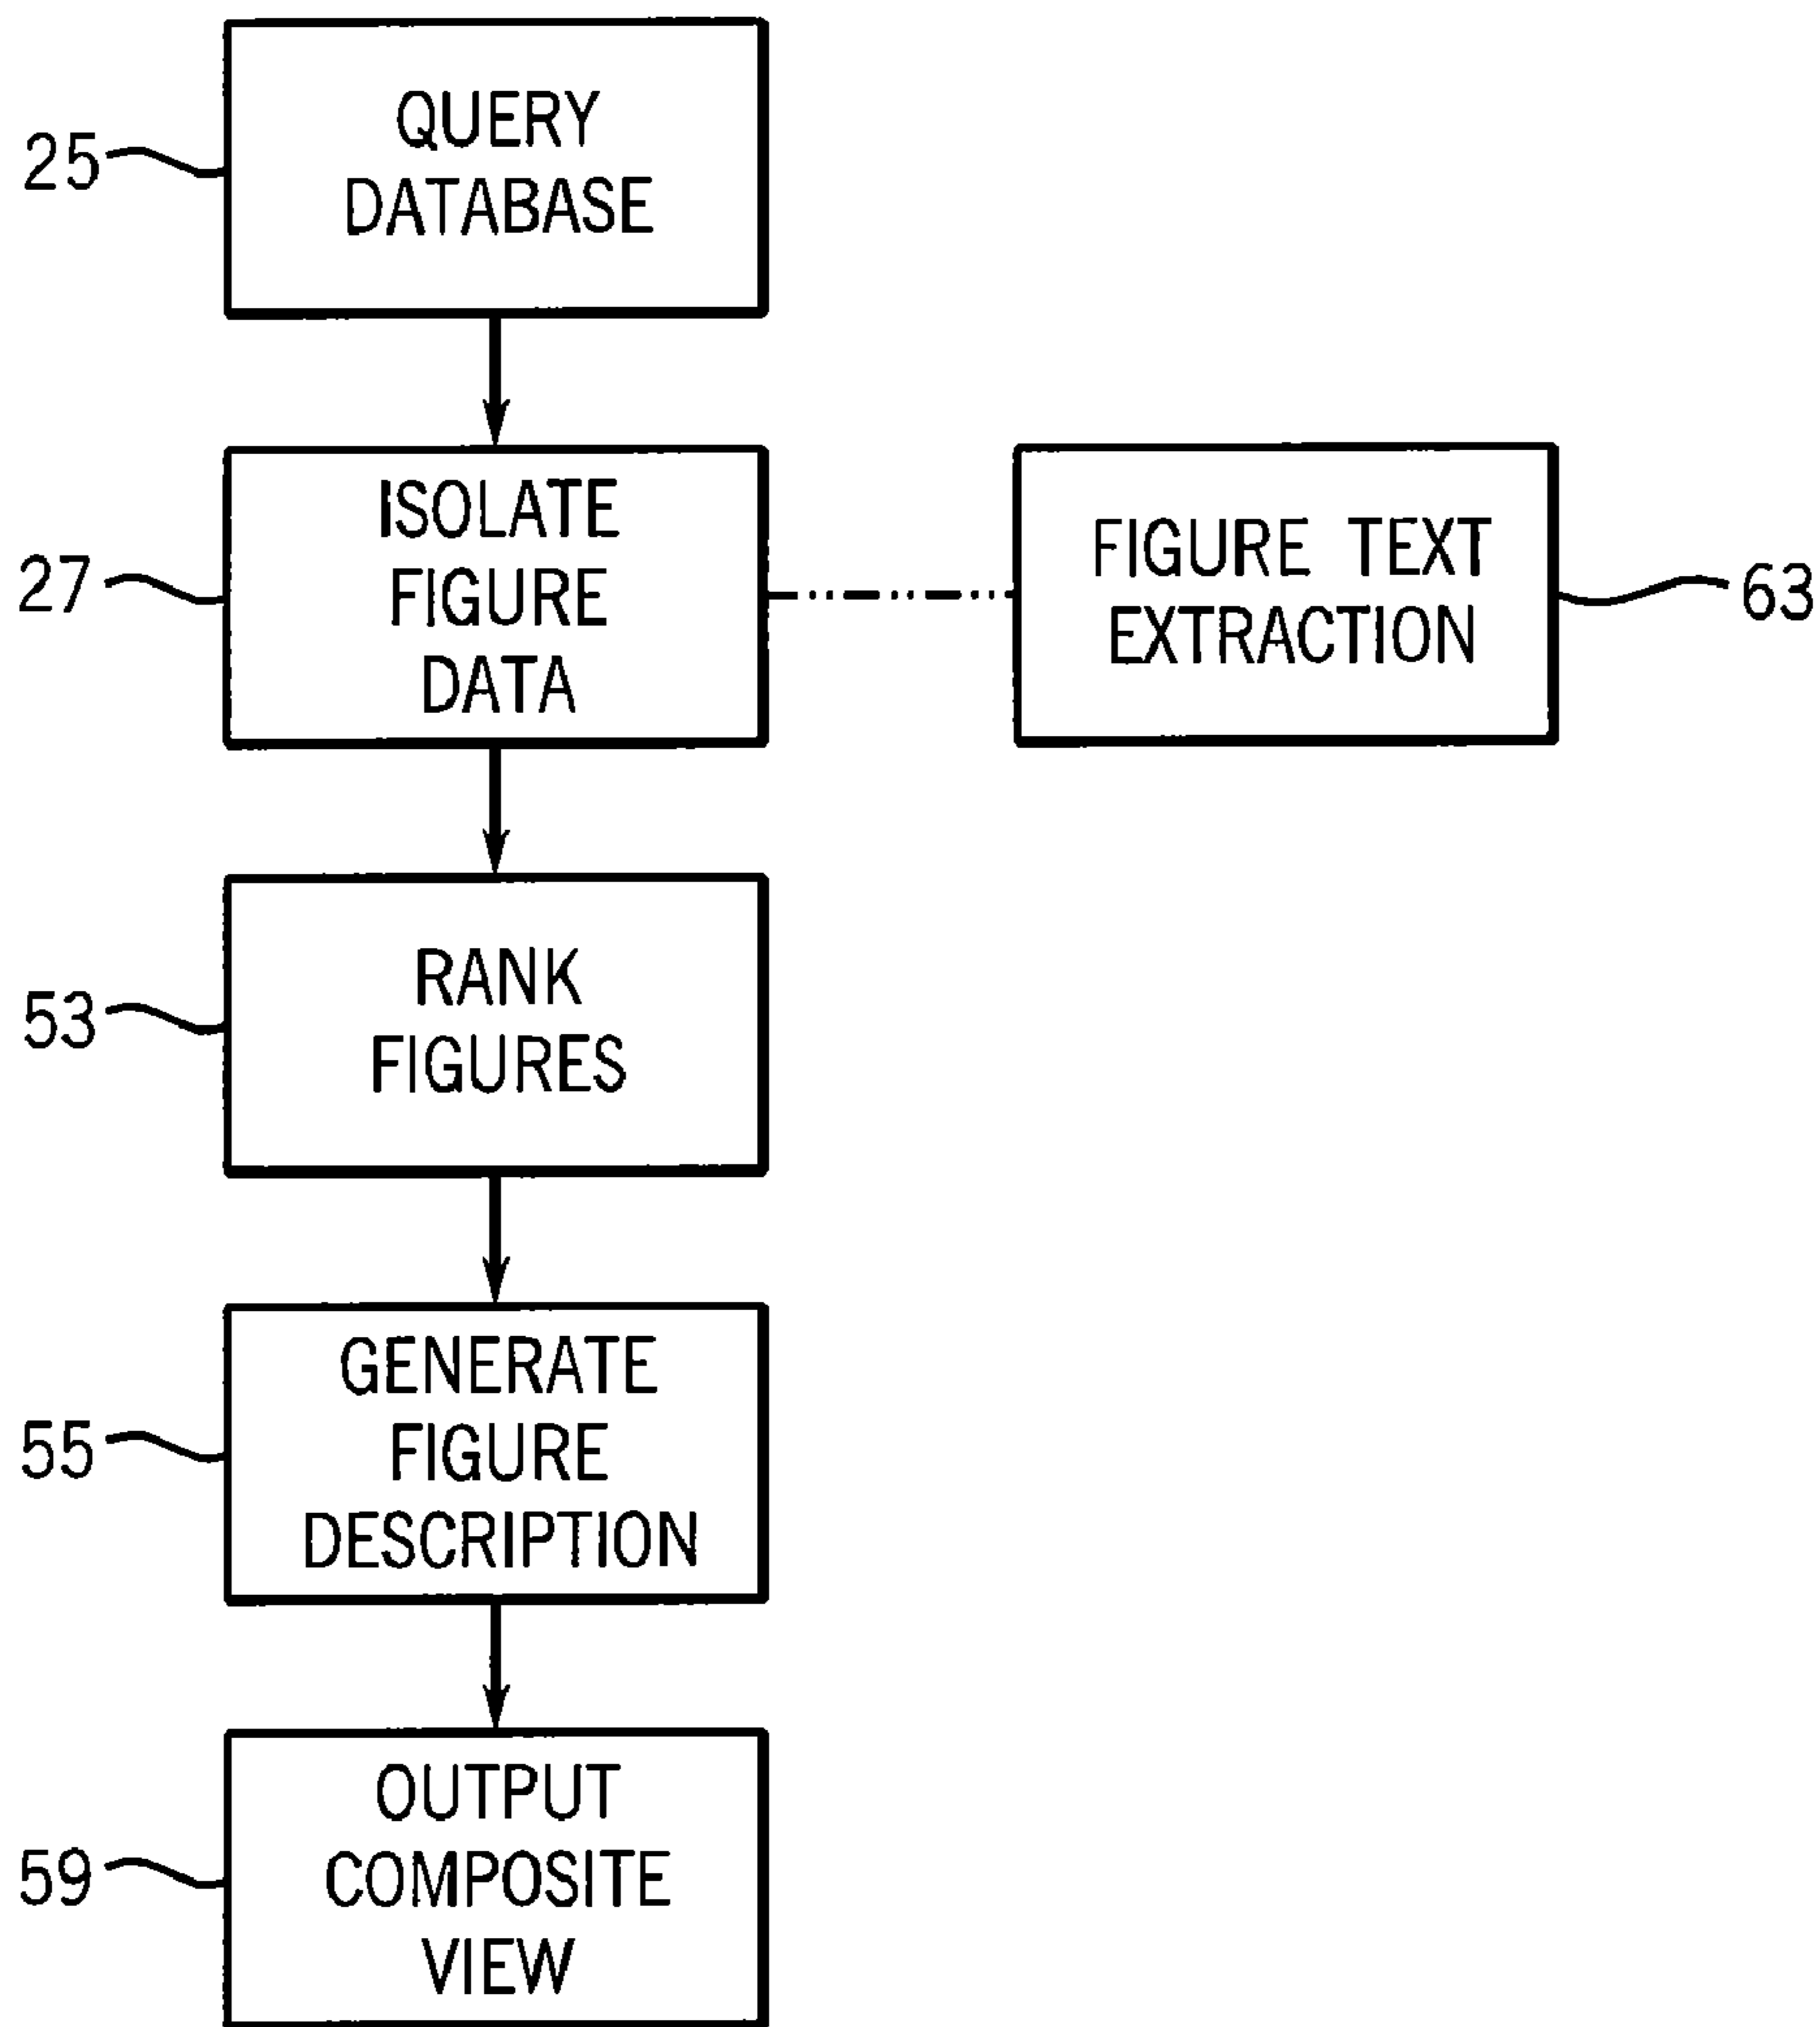 25
QUERY
DATABASE
27
ISOLATE
FIGURE
DATA
FIGURE TEXT
EXTRACTION
63
53
RANK
FIGURES
55
GENERATE
FIGURE
DESCRIPTION
59
OUTPUT
COMPOSITE
VIEW